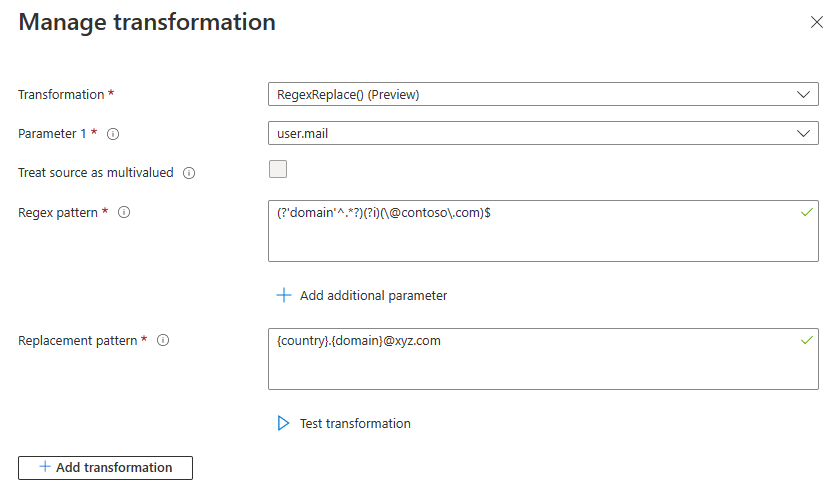 Manage transformation
Transformation *
RegexReplace() (Preview)
Parameter 1 *
user.mail
Treat source as multivalued
Regex pattern *
(?'domain'^.*?)(?i)(\@contoso\.com)$
Add additional parameter
Replacement pattern *
{country}.{domain}@xyz.com
Test transformation
Add transformation